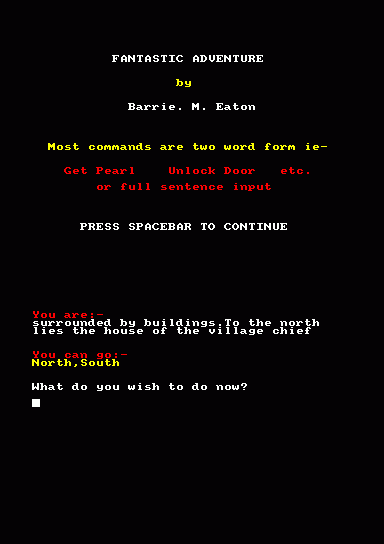 FANTASTIC ADVENTURE
by
Barrie. M. Eaton
Most commands are two word form ie-
Get Pearl Unlock Door etc.
or full sentence input
PRESS SPACEBAR TO CONTINUE
You are:-
surrounded by buildings.To the north
lies the house of the village chief
You can go:-
North,South
What do you wish to do now?